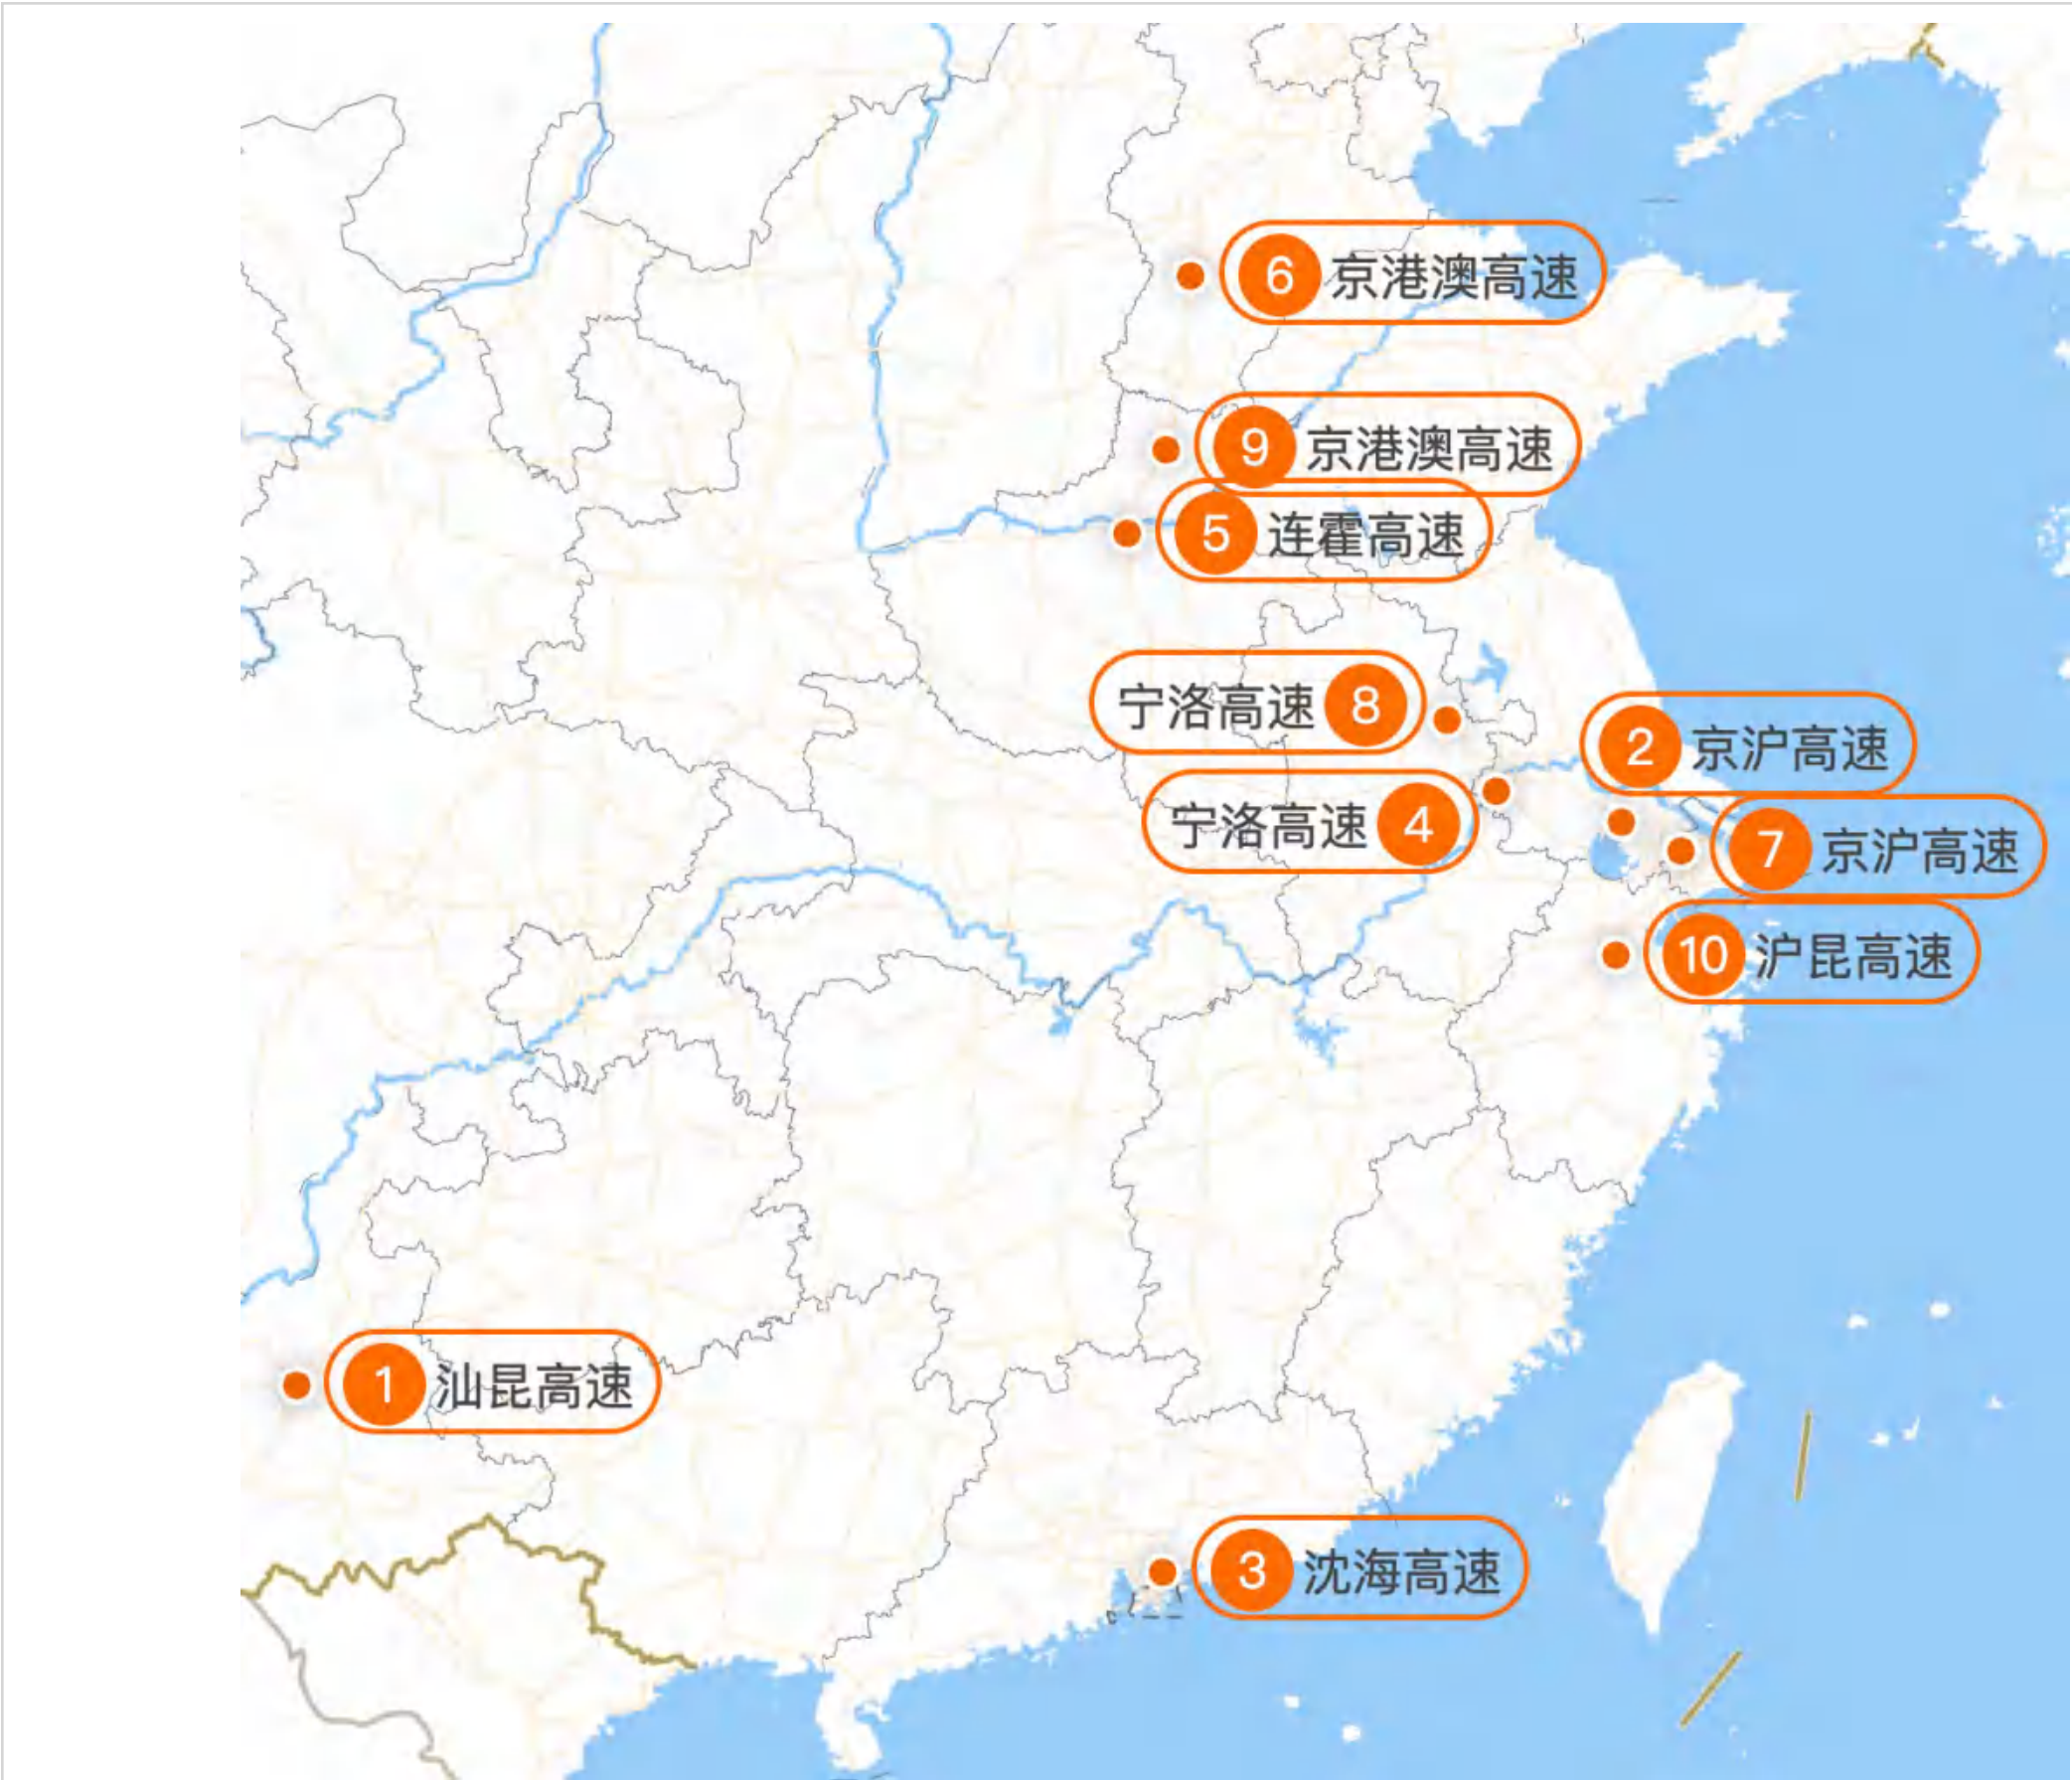 6 京港澳高速
9 京港澳高速
5 连霍高速
宁洛高速 8
2 京沪高速
宁洛高速 4
7 京沪高速
10 沪昆高速
1 汕昆高速
3 沈海高速